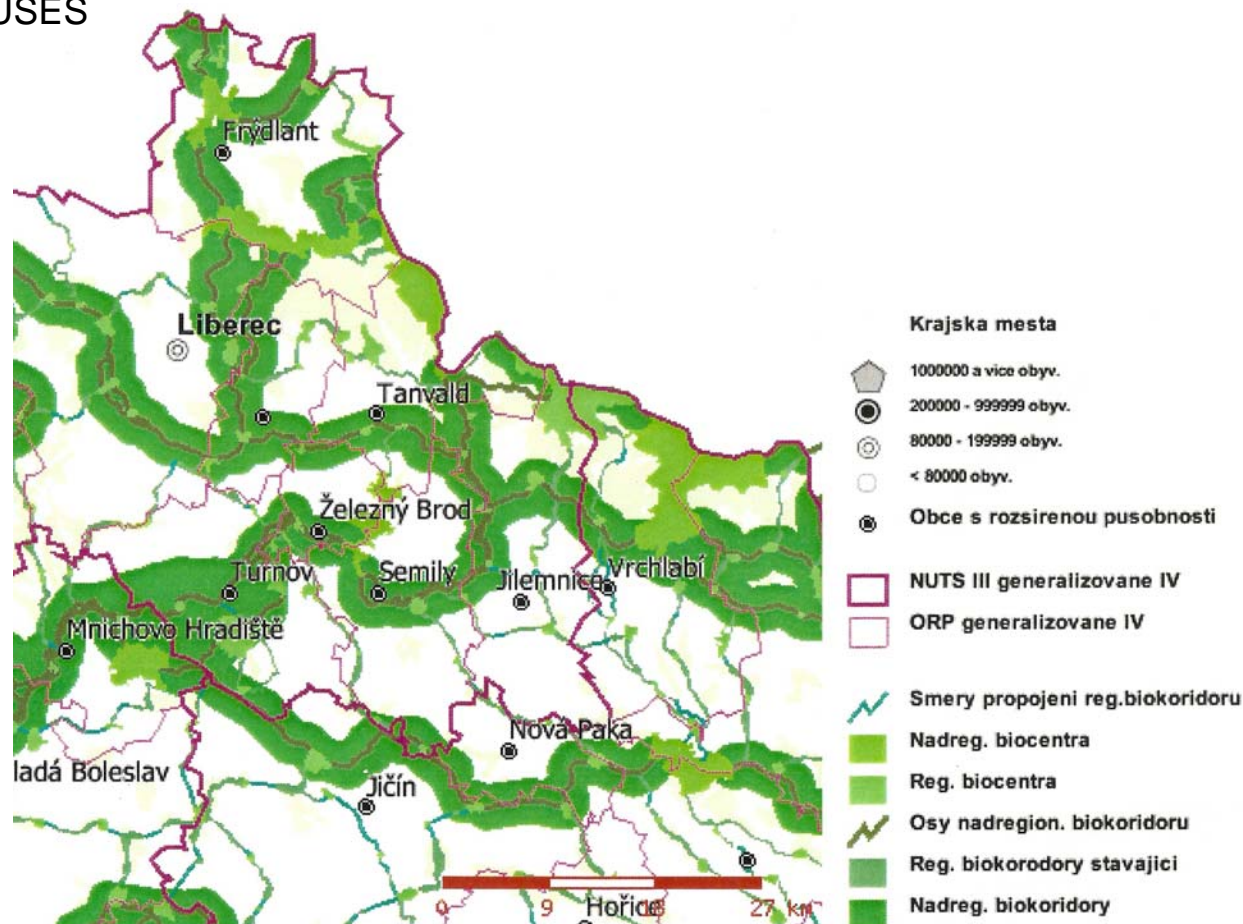 USES
Frýdlant
Liberec
Tanvald
Železný Brod
Turnov
Semily
Jilemnice
Vrchlabí
Mnichovo Hradiště
Nová Paka
ladá Boleslav
Jičín
Hořice
0 9 18 27 km
Krajska mesta
1000000 a vice obyv.
200000 - 999999 obyv.
80000 - 199999 obyv.
< 80000 obyv.
Obce s rozsirenou pusobnosti
NUTS III generalizovane IV
ORP generalizovane IV
Smery propojeni reg.biokoridoru
Nadreg. biocentra
Reg. biocentra
Osy nadregion. biokoridoru
Reg. biokorodory stavajici
Nadreg. biokoridory